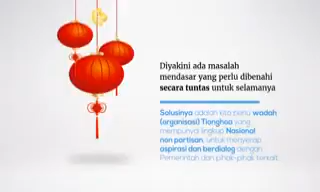 Diyakini ada masalah
mendasar yang perlu dibenahi
secara tuntas untuk selamanya
Solusinya adalah kita perlu wadah
(organisasi) Tionghoa yang
mempunyai lingkup Nasional
non partisan, untuk menyerap
aspirasi dan berdialog dengan
Pemerintah dan pihak-pihak terkait.